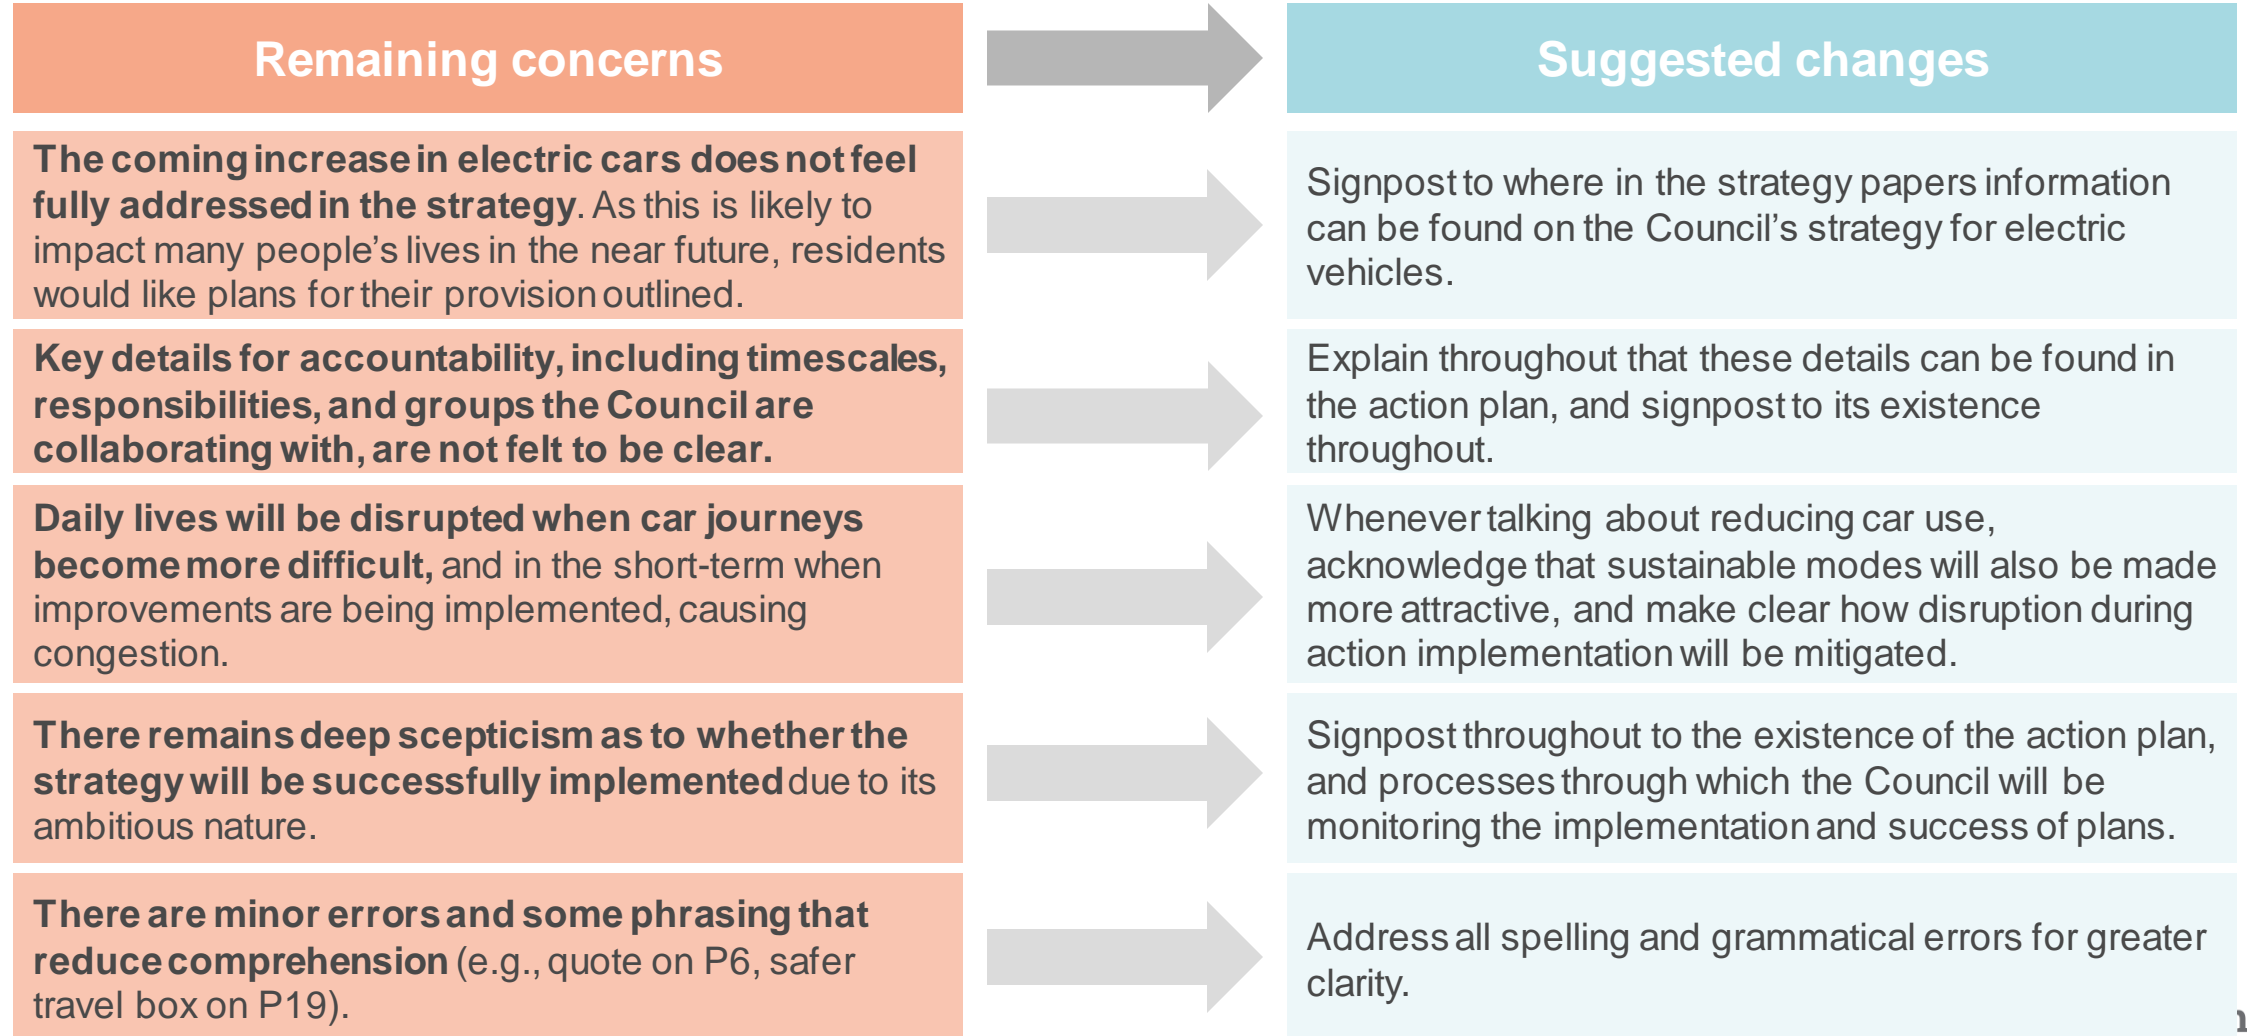 Remaining concerns
Suggested changes
The coming increase in electric cars does not feel
fully addressed in the strategy. As this is likely to
impact many people’s lives in the near future, residents
would like plans for their provision outlined.
Signpost to where in the strategy papers information
can be found on the Council’s strategy for electric
vehicles.
Key details for accountability, including timescales,
responsibilities, and groups the Council are
collaborating with, are not felt to be clear.
Explain throughout that these details can be found in
the action plan, and signpost to its existence
throughout.
Daily lives will be disrupted when car journeys
become more difficult, and in the short-term when
improvements are being implemented, causing
congestion.
Whenever talking about reducing car use,
acknowledge that sustainable modes will also be made
more attractive, and make clear how disruption during
action implementation will be mitigated.
There remains deep scepticism as to whether the
strategy will be successfully implemented due to its
ambitious nature.
Signpost throughout to the existence of the action plan,
and processes through which the Council will be
monitoring the implementation and success of plans.
There are minor errors and some phrasing that
reduce comprehension (e.g., quote on P6, safer
travel box on P19).
Address all spelling and grammatical errors for greater
clarity.